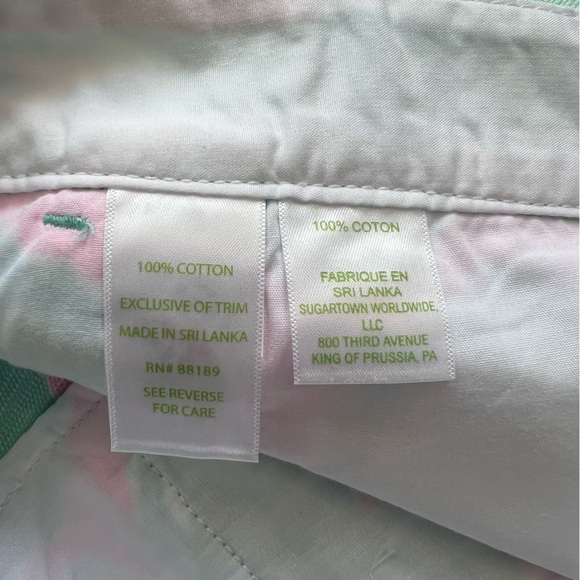 100% COTTON
EXCLUSIVE OF TRIM
MADE IN SRI LANKA
RN# 88189
SEE REVERSE
FOR CARE
100% COTON
FABRIQUE EN
SRI LANKA
SUGARTOWN WORLDWIDE,
LLC
800 THIRD AVENUE
KING OF PRUSSIA, PA